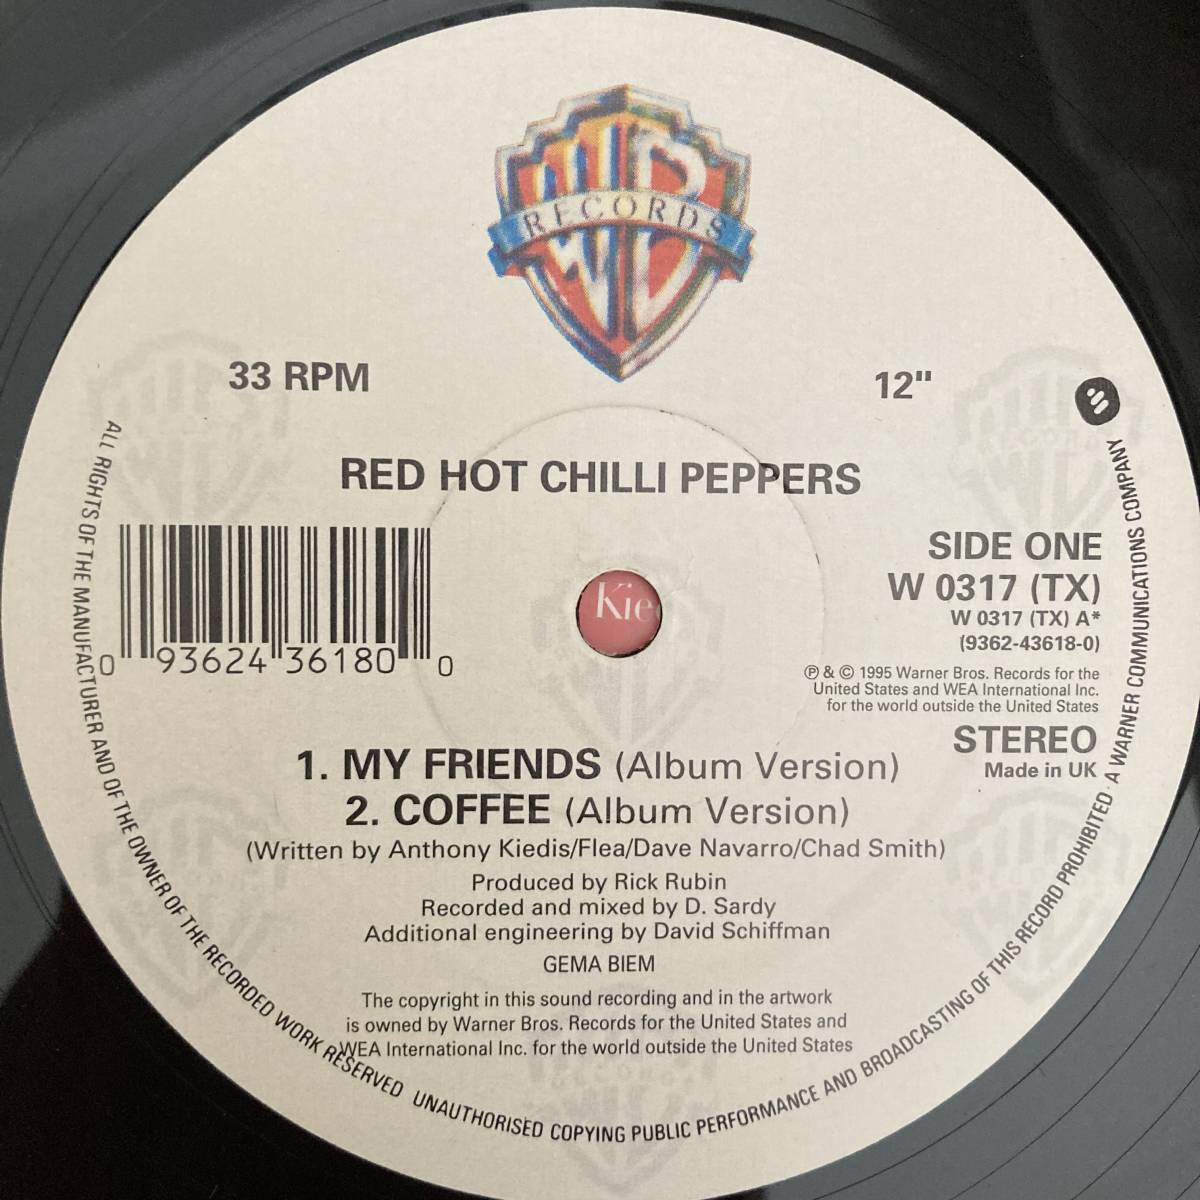 WB
RECORDS
33 RPM
12"
RED HOT CHILLI PEPPERS
SIDE ONE
W 0317 (TX)
W 0317 (TX) A*
(9362-43618-0)
℗ & © 1995 Warner Bros. Records for the
United States and WEA International Inc.
for the world outside the United States
STEREO
Made in UK
0 93624 36180 0
Kie
1. MY FRIENDS (Album Version)
2. COFFEE (Album Version)
(Written by Anthony Kiedis/Flea/Dave Navarro/Chad Smith)
Produced by Rick Rubin
Recorded and mixed by D. Sardy
Additional engineering by David Schiffman
GEMA BIEM
The copyright in this sound recording and in the artwork
is owned by Warner Bros. Records for the United States and
WEA International Inc. for the world outside the United States
ALL RIGHTS OF THE MANUFACTURER AND OF THE OWNER OF THE RECORDED WORK RESERVED UNAUTHORISED COPYING PUBLIC PERFORMANCE AND BROADCASTING OF THIS RECORD PROHIBITED · A WARNER COMMUNICATIONS COMPANY